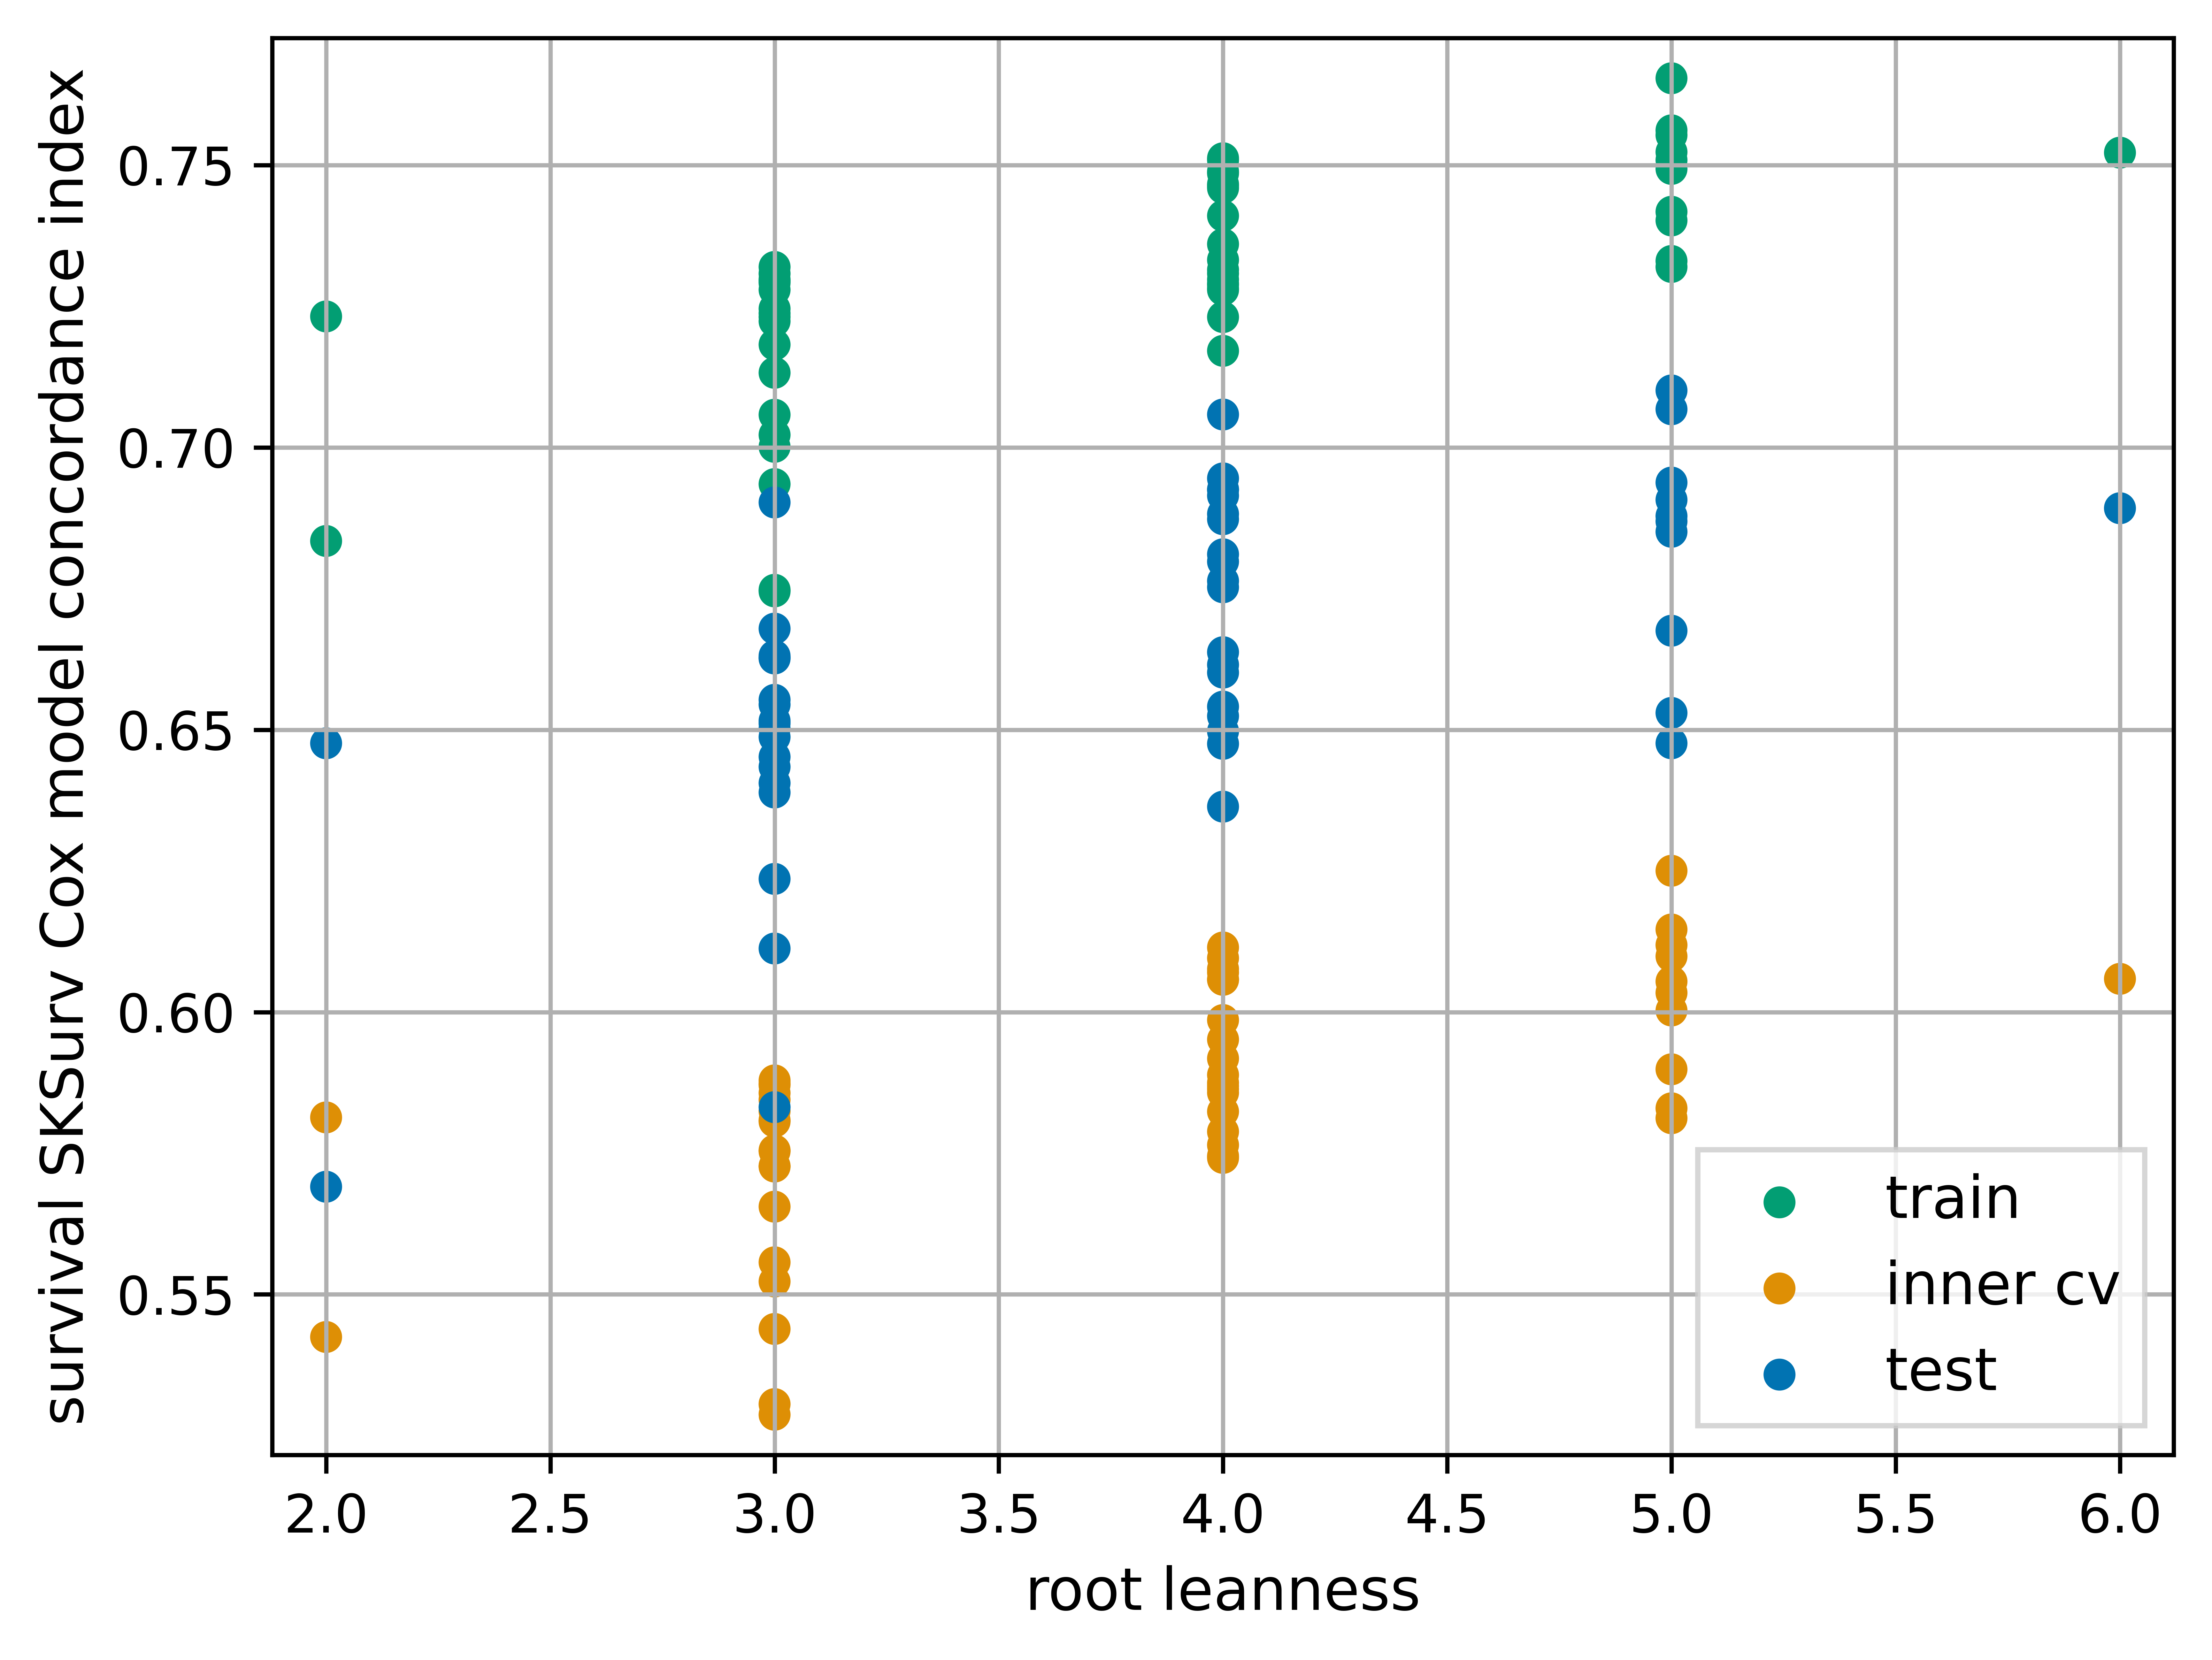 survival SKSurv Cox model concordance index
0.75
0.70
0.65
0.60
0.55
train
inner cv
test
2.0 2.5 3.0 3.5 4.0 4.5 5.0 5.5 6.0
root leanness